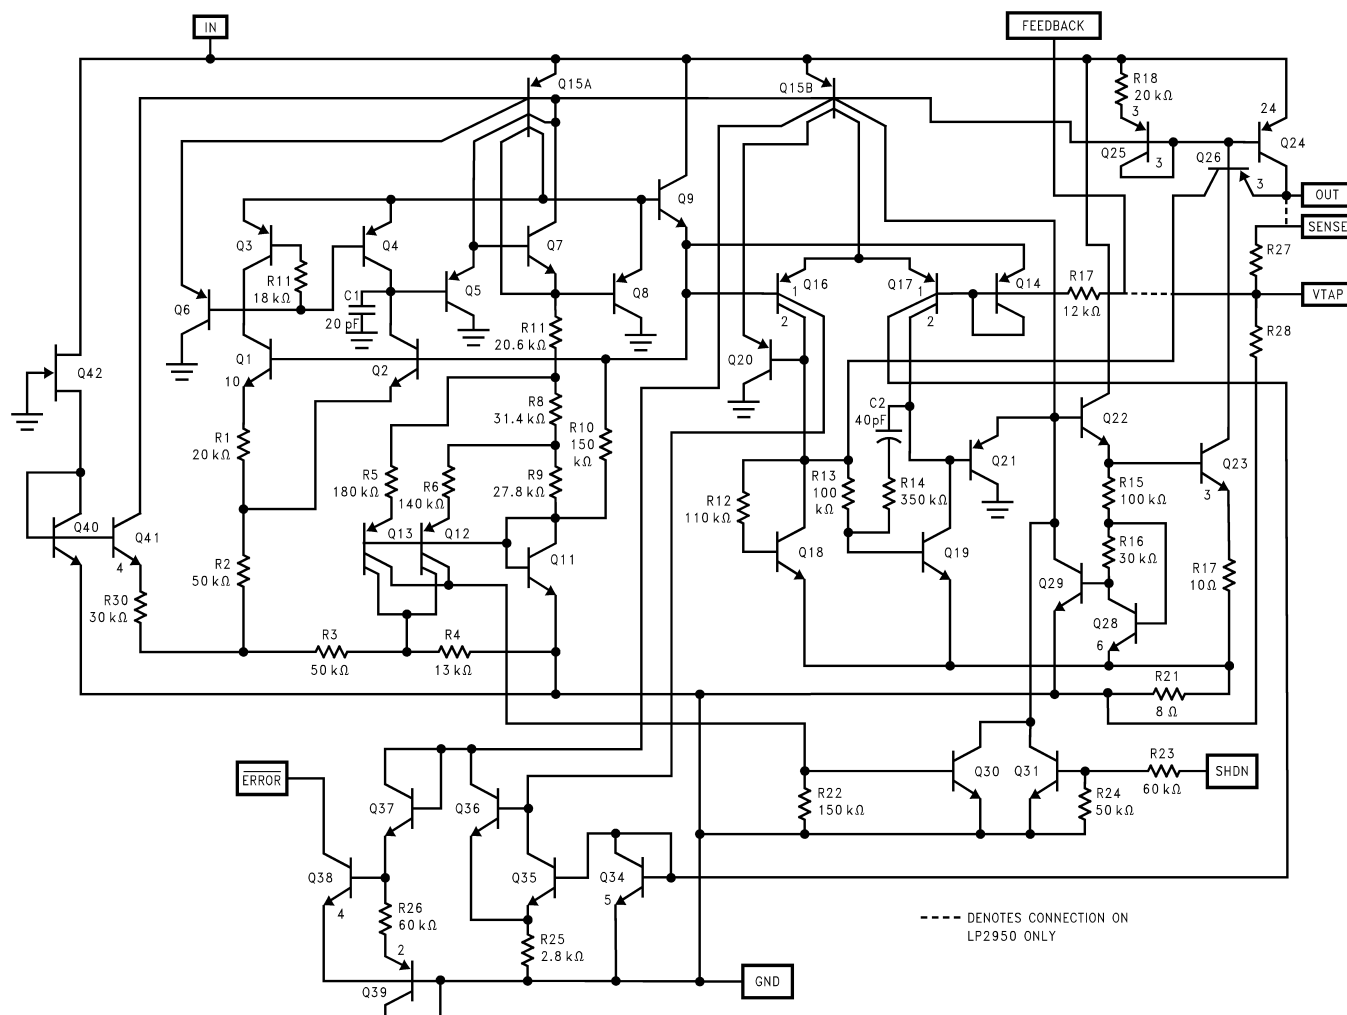 IN
FEEDBACK
Q15A
Q15B
R18
20 kΩ
3
24
Q25
3
Q24
Q26
3
OUT
SENSE
Q3
Q4
Q7
Q9
R11
18 kΩ
C1
20 pF
Q5
Q8
Q6
Q16
1
2
Q17
1
2
Q14
R17
12 kΩ
R27
VTAP
R28
R11
20.6 kΩ
Q1
10
Q2
Q20
Q42
R8
31.4 kΩ
R10
150
kΩ
C2
40pF
Q22
R1
20 kΩ
R5
180 kΩ
R6
140 kΩ
R9
27.8 kΩ
Q21
Q23
3
R12
110 kΩ
R13
100
kΩ
R14
350 kΩ
R15
100 kΩ
Q40
Q41
4
Q13
Q12
Q11
Q18
Q19
R16
30 kΩ
R2
50 kΩ
R30
30 kΩ
Q29
R17
10Ω
Q28
6
R3
50 kΩ
R4
13 kΩ
R21
8 Ω
ERROR
Q37
Q36
R22
150 kΩ
Q30
Q31
R23
60 kΩ
SHDN
R24
50 kΩ
Q38
4
Q35
Q34
5
R26
60 kΩ
R25
2.8 kΩ
2
Q39
GND
DENOTES CONNECTION ON
LP2950 ONLY